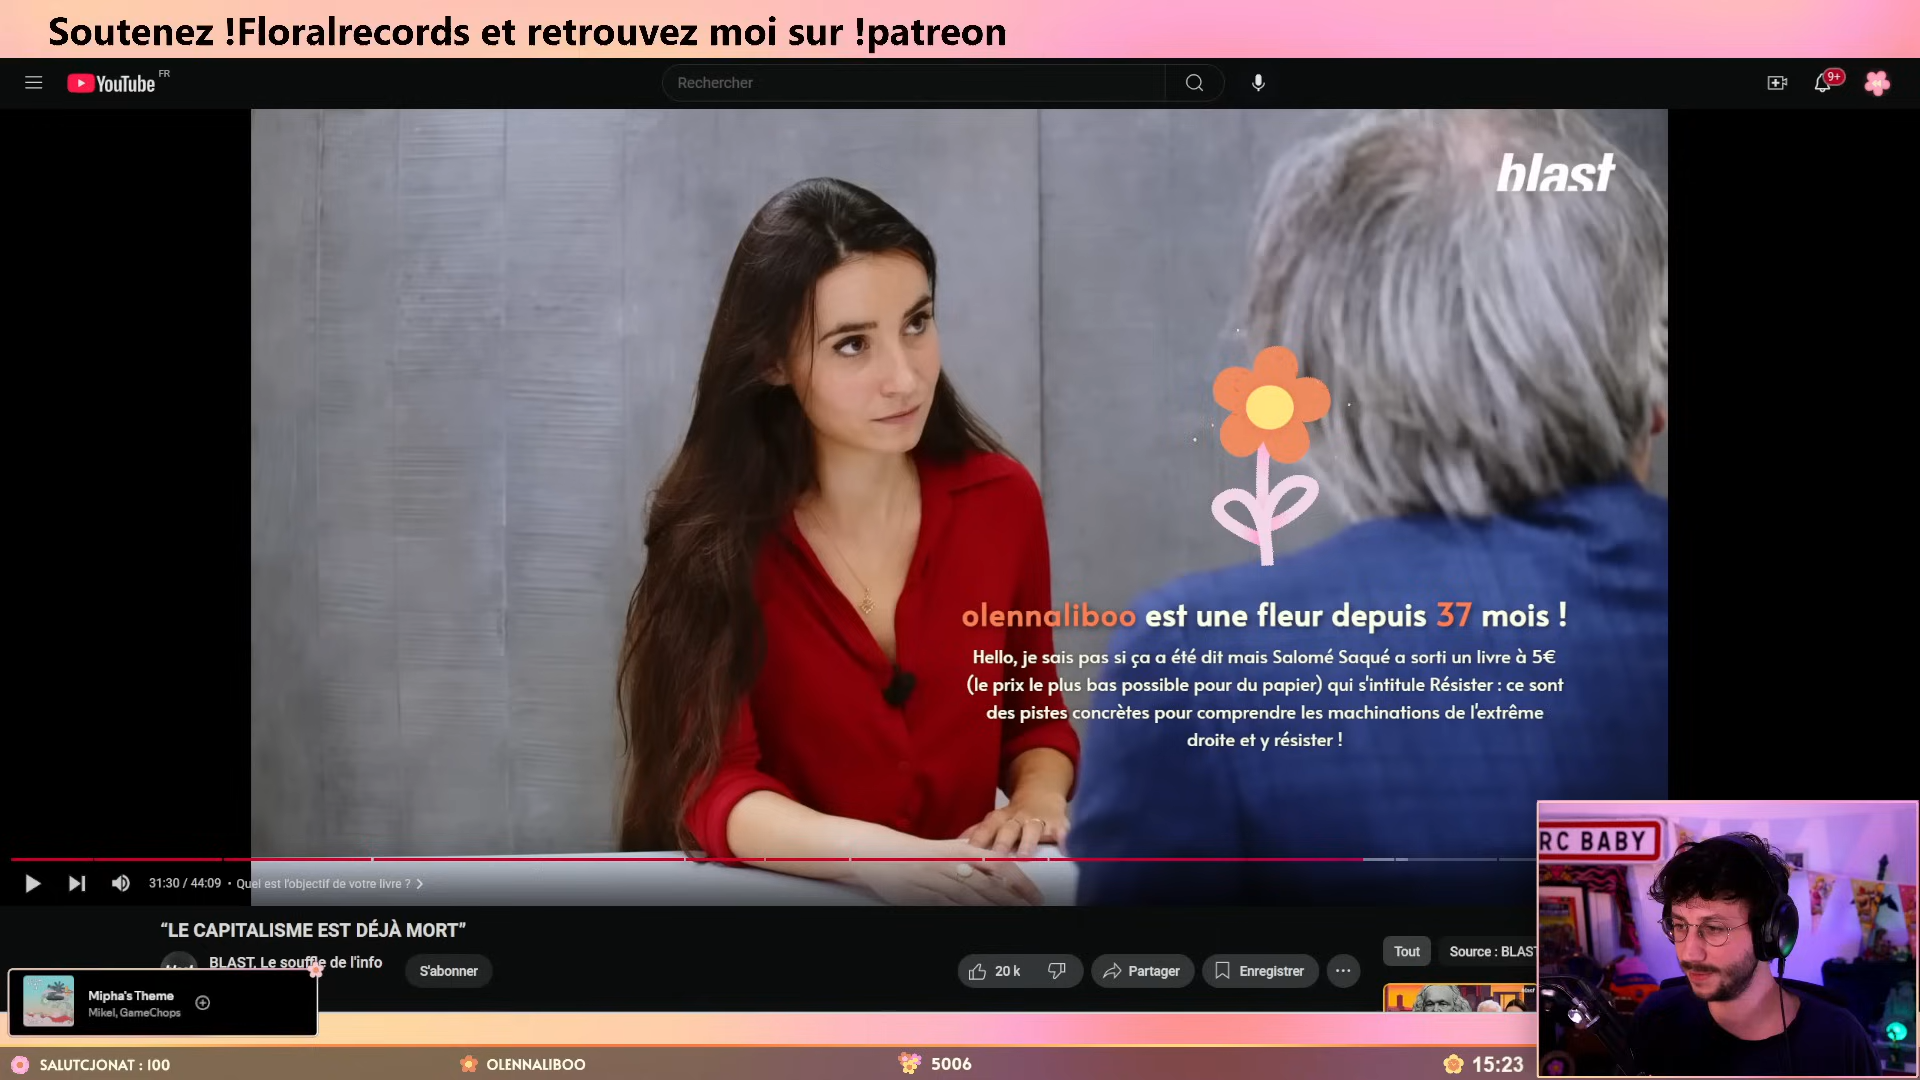 Soutenez !Floralrecords et retrouvez moi sur !patreon
YouTube FR
Rechercher
9+
blast
olennaliboo est une fleur depuis 37 mois !
Hello, je sais pas si ça a été dit mais Salomé Saqué a sorti un livre à 5€
(le prix le plus bas possible pour du papier) qui s'intitule Résister : ce sont
des pistes concrètes pour comprendre les machinations de l'extrême
droite et y résister !
RC BABY
31:30 / 44:09 • Quel est l'objectif de votre livre ?
“LE CAPITALISME EST DÉJÀ MORT”
BLAST, Le souffle de l'info
S'abonner
20 k
Partager
Enregistrer
Tout
Source : BLAST
Mipha's Theme
Mikel, GameChops
SALUTCJONAT : 100
OLENNALIBOO
5006
15:23